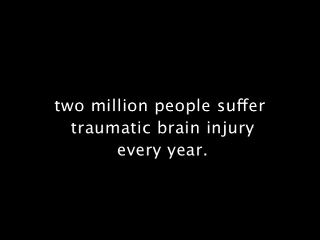 two million people suffer
traumatic brain injury
every year.